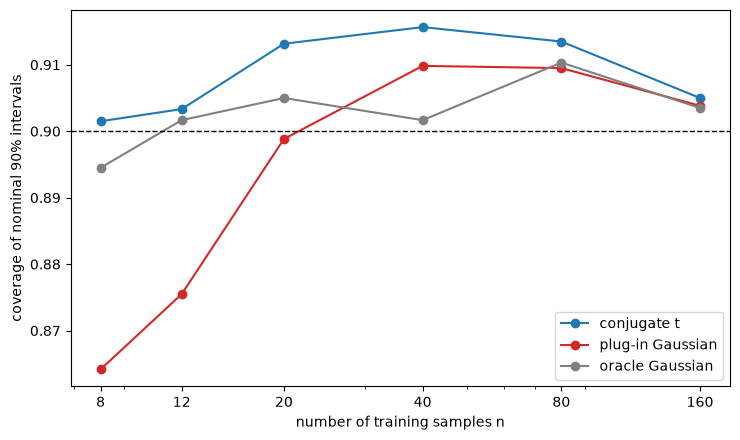 coverage of nominal 90% intervals
0.91
0.90
0.89
0.88
0.87
8
12
20
40
80
160
number of training samples n
conjugate t
plug-in Gaussian
oracle Gaussian